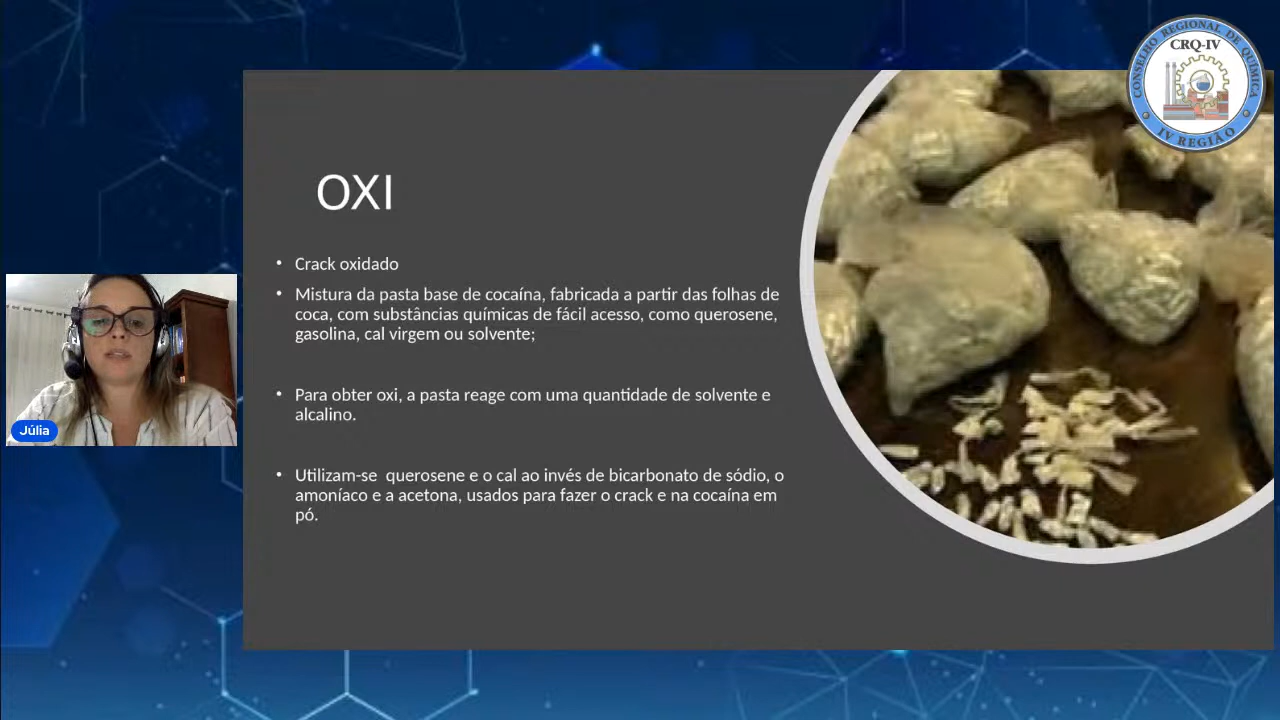 CONSELHO REGIONAL DE QUÍMICA
CRQ-IV
IV REGIÃO
OXI
• Crack oxidado
• Mistura da pasta base de cocaína, fabricada a partir das folhas de
coca, com substâncias químicas de fácil acesso, como querosene,
gasolina, cal virgem ou solvente;
• Para obter oxi, a pasta reage com uma quantidade de solvente e
alcalino.
• Utilizam-se querosene e o cal ao invés de bicarbonato de sódio, o
amoníaco e a acetona, usados para fazer o crack e na cocaína em
pó.
Júlia